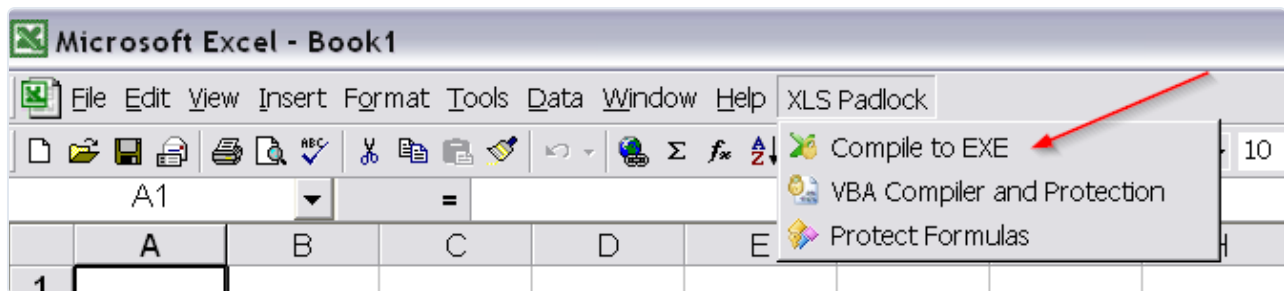 Microsoft Excel - Book1
File Edit View Insert Format Tools Data Window Help XLS Padlock
Compile to EXE
10
VBA Compiler and Protection
A1 =
Protect Formulas
A B C D E H
1